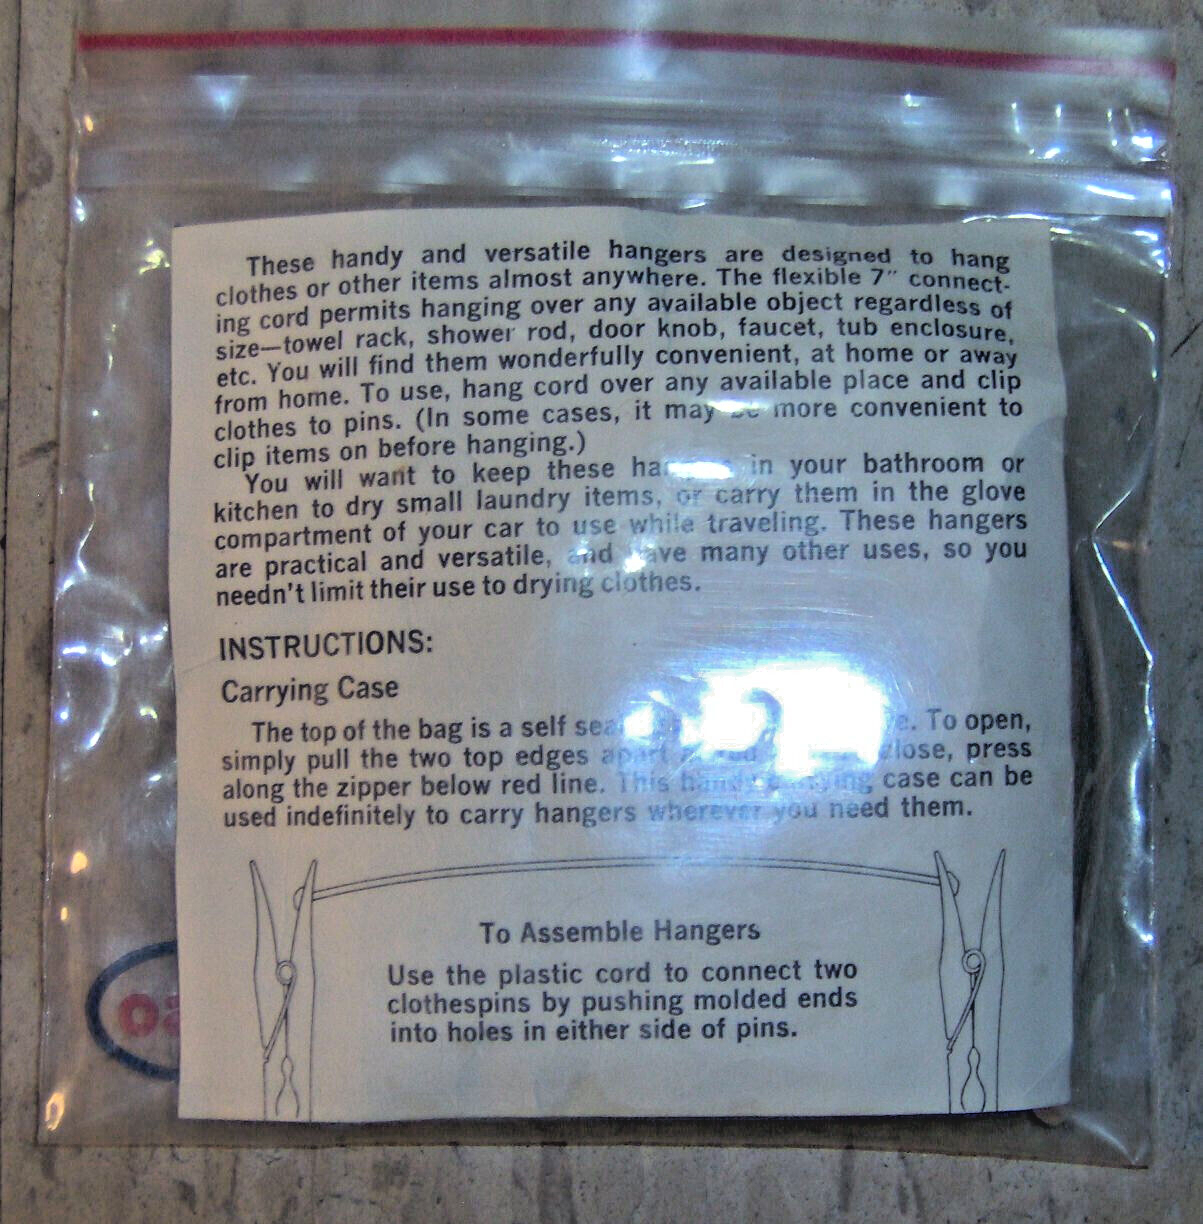 These handy and versatile hangers are designed to hang
clothes or other items almost anywhere. The flexible 7" connect-
ing cord permits hanging over any available object regardless of
size—towel rack, shower rod, door knob, faucet, tub enclosure,
etc. You will find them wonderfully convenient, at home or away
from home. To use, hang cord over any available place and clip
clothes to pins. (In some cases, it may be more convenient to
clip items on before hanging.)
You will want to keep these in your bathroom or
kitchen to dry small laundry items, or carry them in the glove
compartment of your car to use while traveling. These hangers
are practical and versatile, and have many other uses, so you
needn't limit their use to drying clothes.
INSTRUCTIONS:
Carrying Case
The top of the bag is a self To open,
simply pull the two top edges apart close, press
along the zipper below red line. This handy carrying case can be
used indefinitely to carry hangers wherever you need them.
To Assemble Hangers
Use the plastic cord to connect two
clothespins by pushing molded ends
into holes in either side of pins.